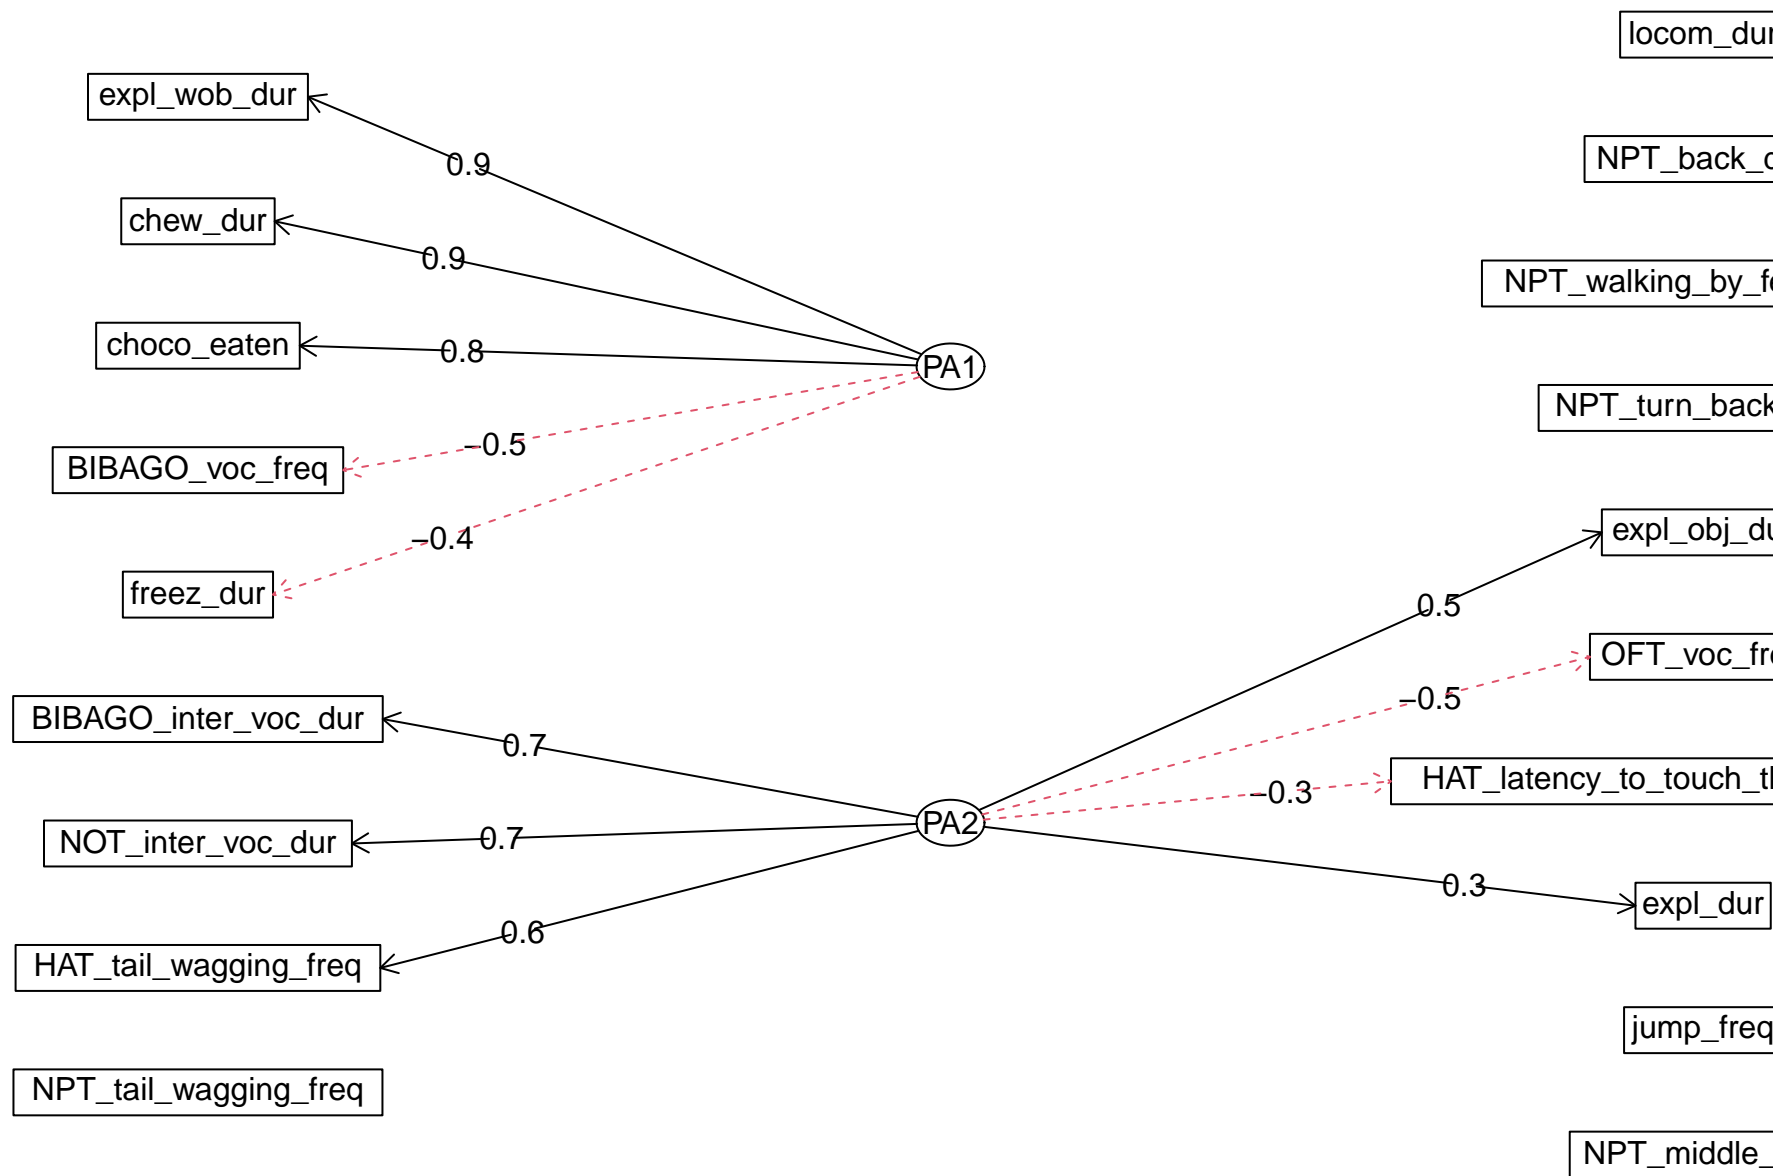 locom_dur
expl_wob_dur
NPT_back_
0.9
chew_dur
0.9
NPT_walking_by_f
choco_eaten
0.8
PA1
NPT_turn_back
−0.5
BIBAGO_voc_freq
expl_obj_du
−0.4
freez_dur
0.5
OFT_voc_fr
−0.5
BIBAGO_inter_voc_dur
0.7
HAT_latency_to_touch_t
−0.3
PA2
NOT_inter_voc_dur
0.7
0.3
expl_dur
0.6
HAT_tail_wagging_freq
jump_freq
NPT_tail_wagging_freq
NPT_middle_